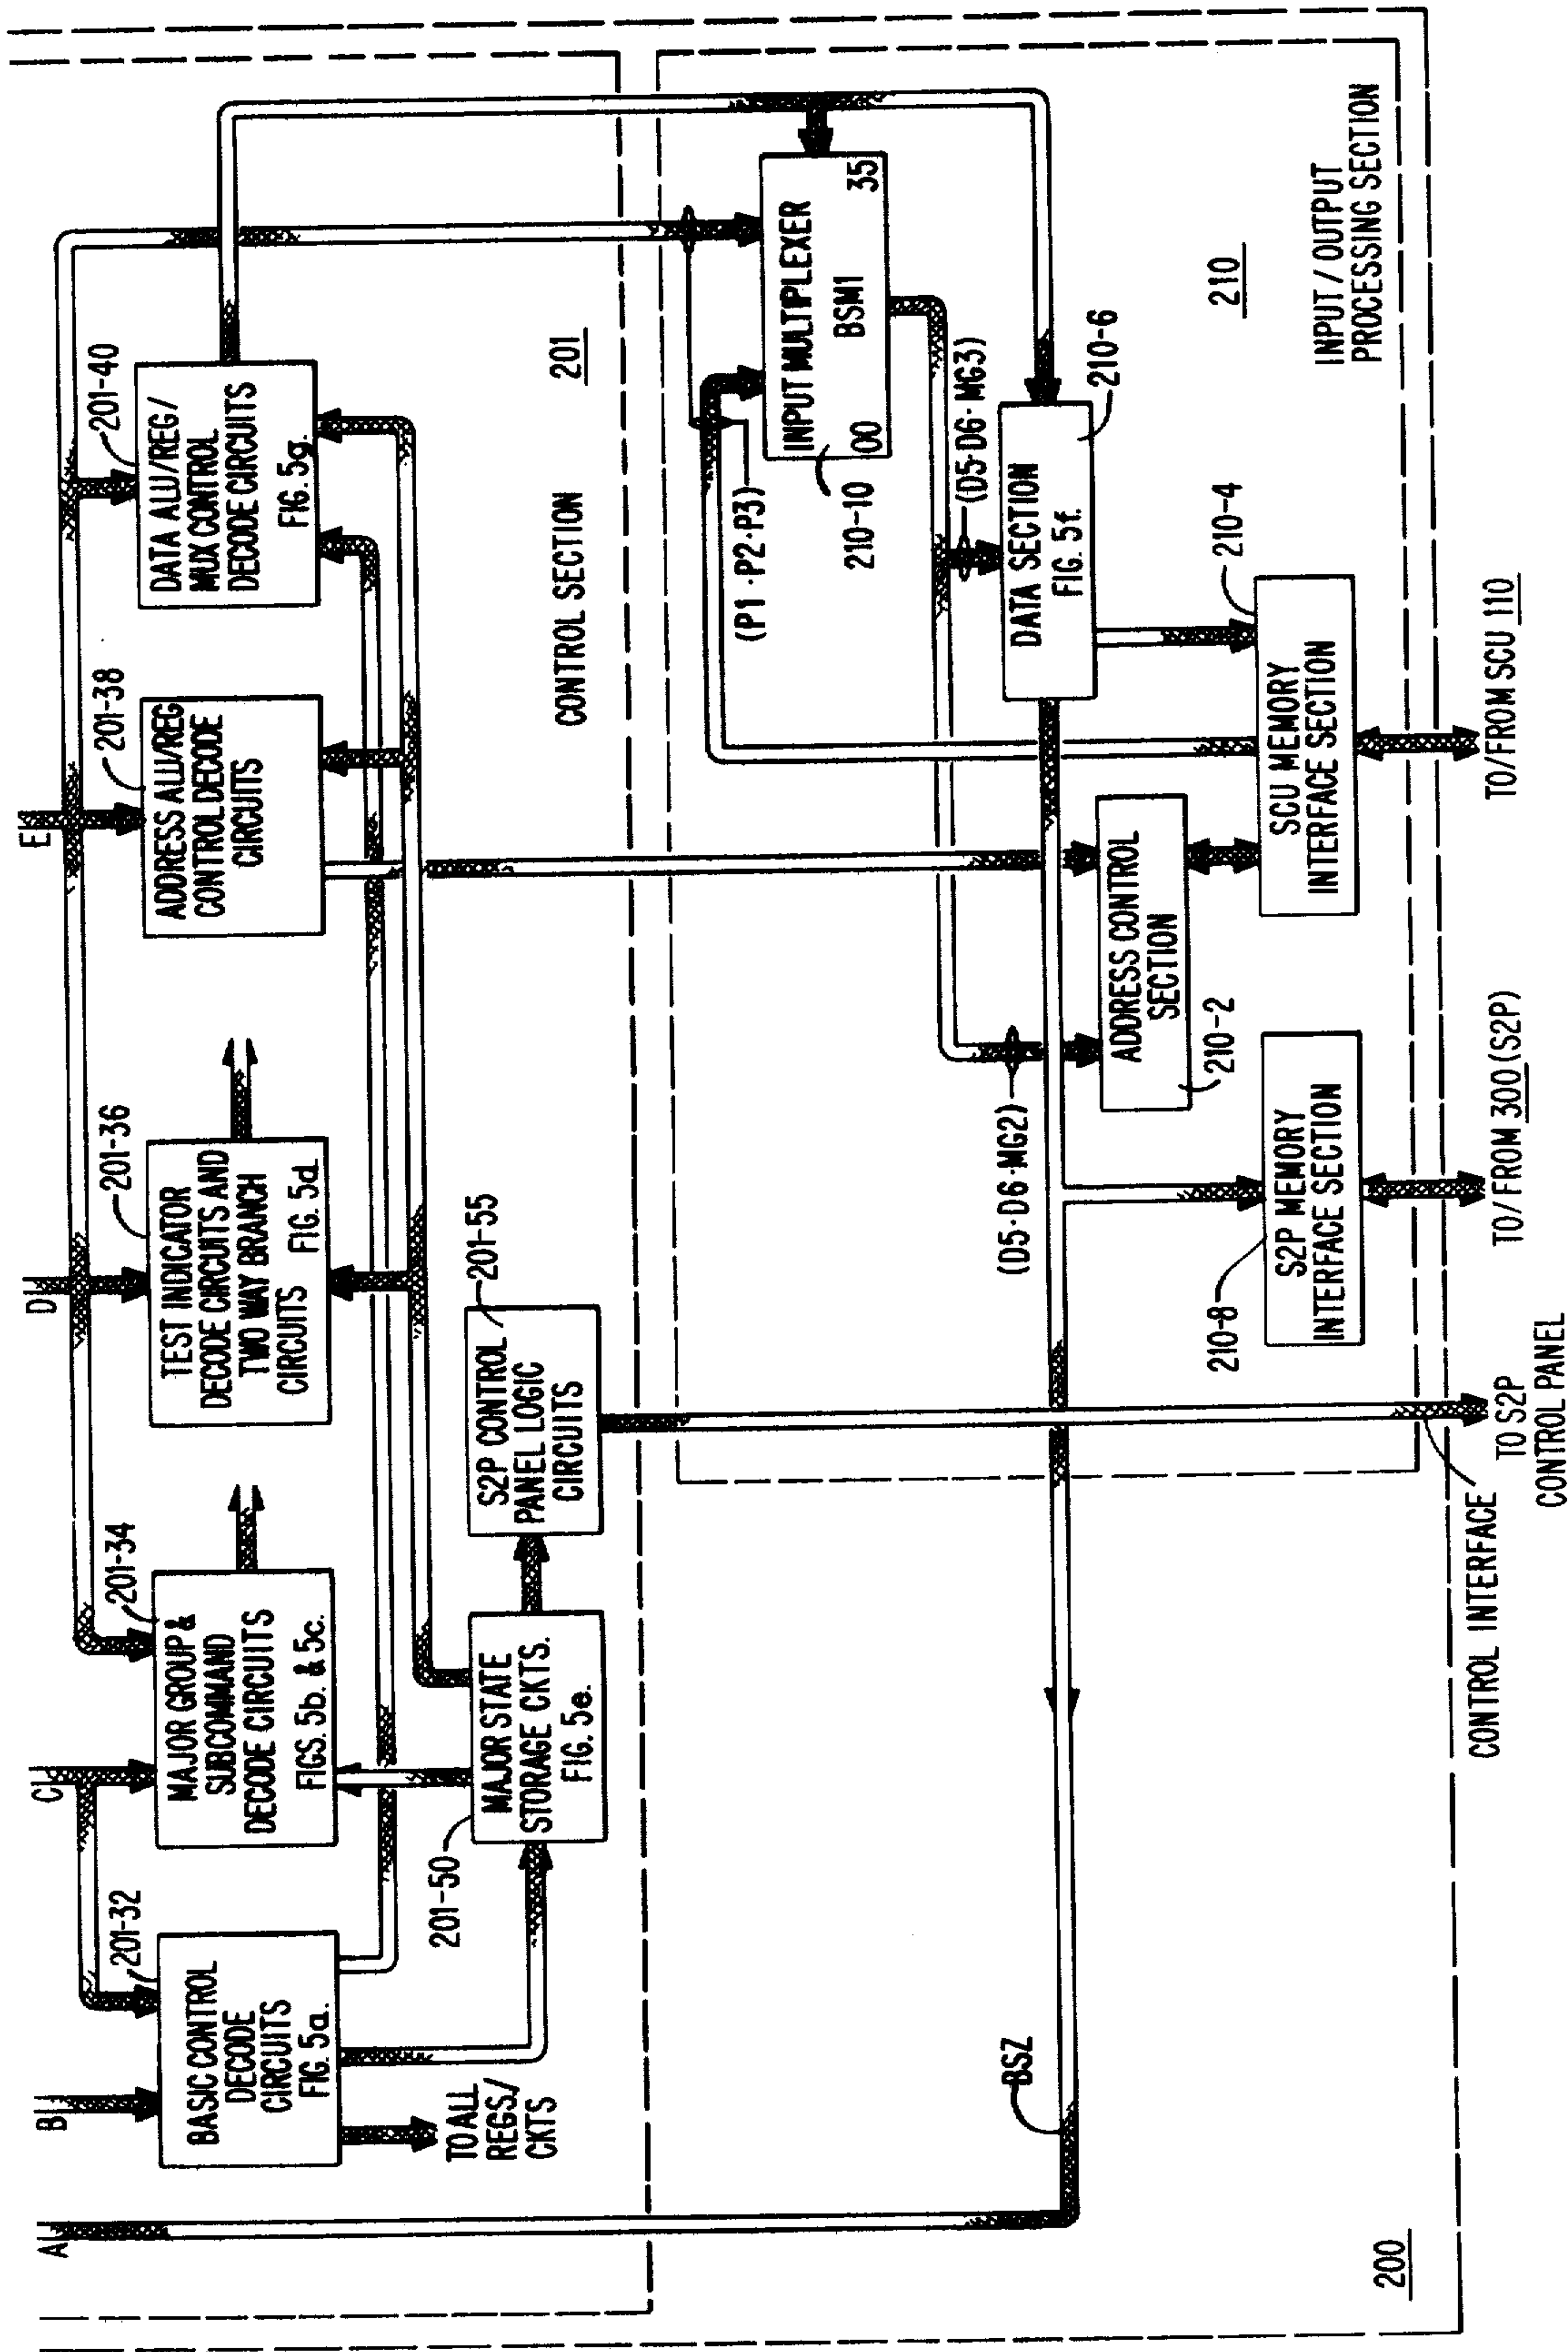 A
B
C
D
E
201-32
BASIC CONTROL
DECODE
CIRCUITS
FIG. 5a.
TO ALL
REGS/
CKTS
201-34
MAJOR GROUP &
SUBCOMMAND
DECODE CIRCUITS
FIGS. 5b. & 5c.
201-36
TEST INDICATOR
DECODE CIRCUITS AND
TWO WAY BRANCH
CIRCUITS FIG. 5d.
201-38
ADDRESS ALU/REG
CONTROL DECODE
CIRCUITS
201-40
DATA ALU/REG/
MUX CONTROL
DECODE CIRCUITS
FIG. 5g.
201-50
MAJOR STATE
STORAGE CKTS.
FIG. 5e.
201-55
S2P CONTROL
PANEL LOGIC
CIRCUITS
CONTROL SECTION
201
(P1·P2·P3)
INPUT MULTIPLEXER
BSM1
00 35
210-10
(D5·D6·MG3)
(D5·D6·MG2)
DATA SECTION
FIG. 5f.
210-6
ADDRESS CONTROL
SECTION
210-2
SCU MEMORY
INTERFACE SECTION
210-4
S2P MEMORY
INTERFACE SECTION
210-8
BSZ
210
INPUT/OUTPUT
PROCESSING SECTION
200
CONTROL INTERFACE
TO S2P
CONTROL PANEL
TO/FROM 300 (S2P)
TO/FROM SCU 110